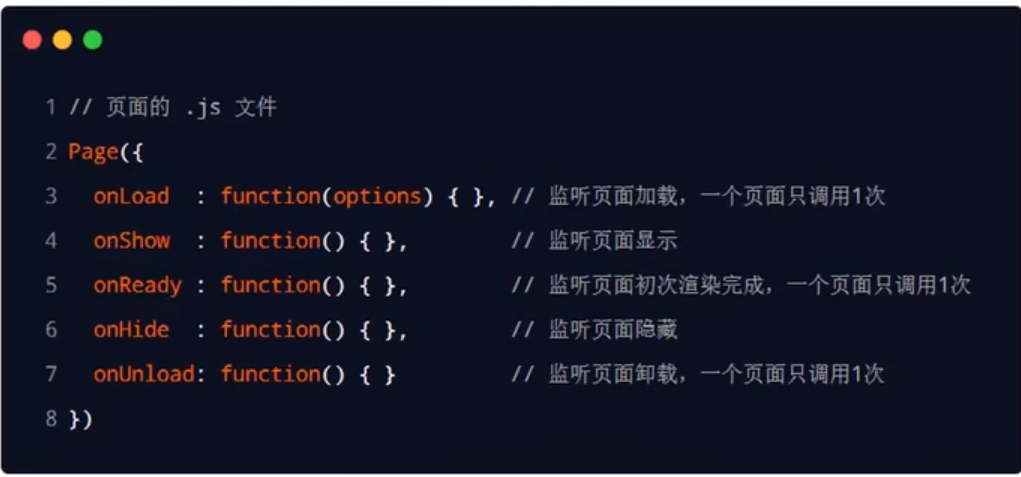 1 // 页面的 .js 文件
2 Page({
3   onLoad  : function(options) { }, // 监听页面加载，一个页面只调用1次
4   onShow  : function() { },        // 监听页面显示
5   onReady : function() { },        // 监听页面初次渲染完成，一个页面只调用1次
6   onHide  : function() { },        // 监听页面隐藏
7   onUnload: function() { }         // 监听页面卸载，一个页面只调用1次
8 })